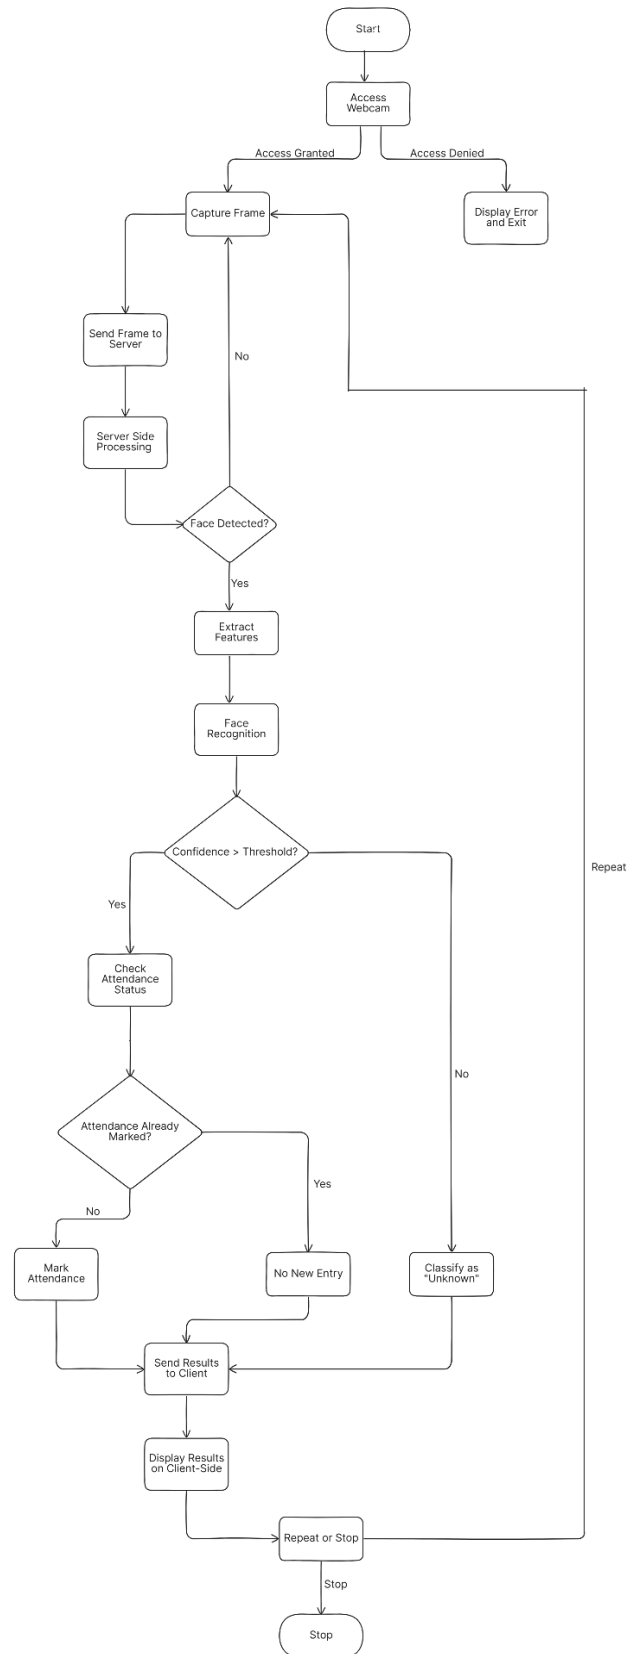 Start
Access
Webcam
Access Granted
Access Denied
Capture Frame
Display Error
and Exit
Send Frame to
Server
No
Server Side
Processing
Face Detected?
Yes
Extract
Features
Face
Recognition
Confidence > Threshold?
Repeat
Yes
Check
Attendance
Status
No
Attendance Already
Marked?
Yes
No
Mark
Attendance
No New Entry
Classify as
"Unknown"
Send Results
to Client
Display Results
on Client-Side
Repeat or Stop
Stop
Stop